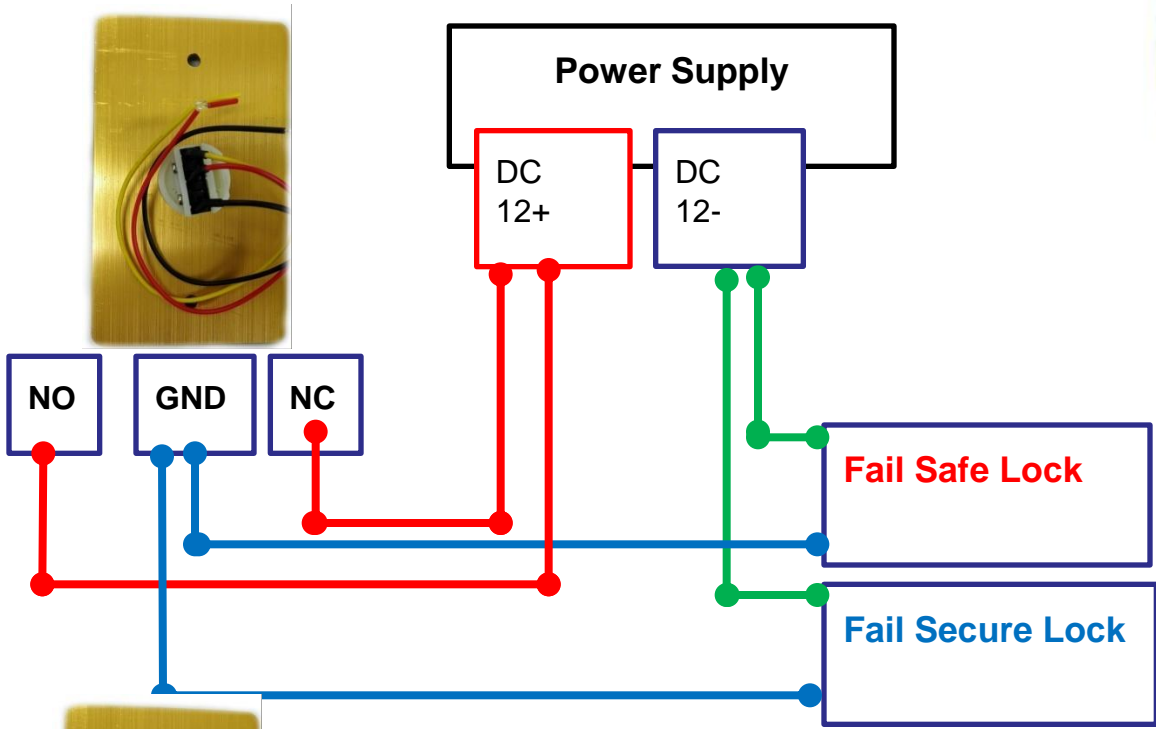 Power Supply
DC
12+
DC
12-
NO
GND
NC
Fail Safe Lock
Fail Secure Lock